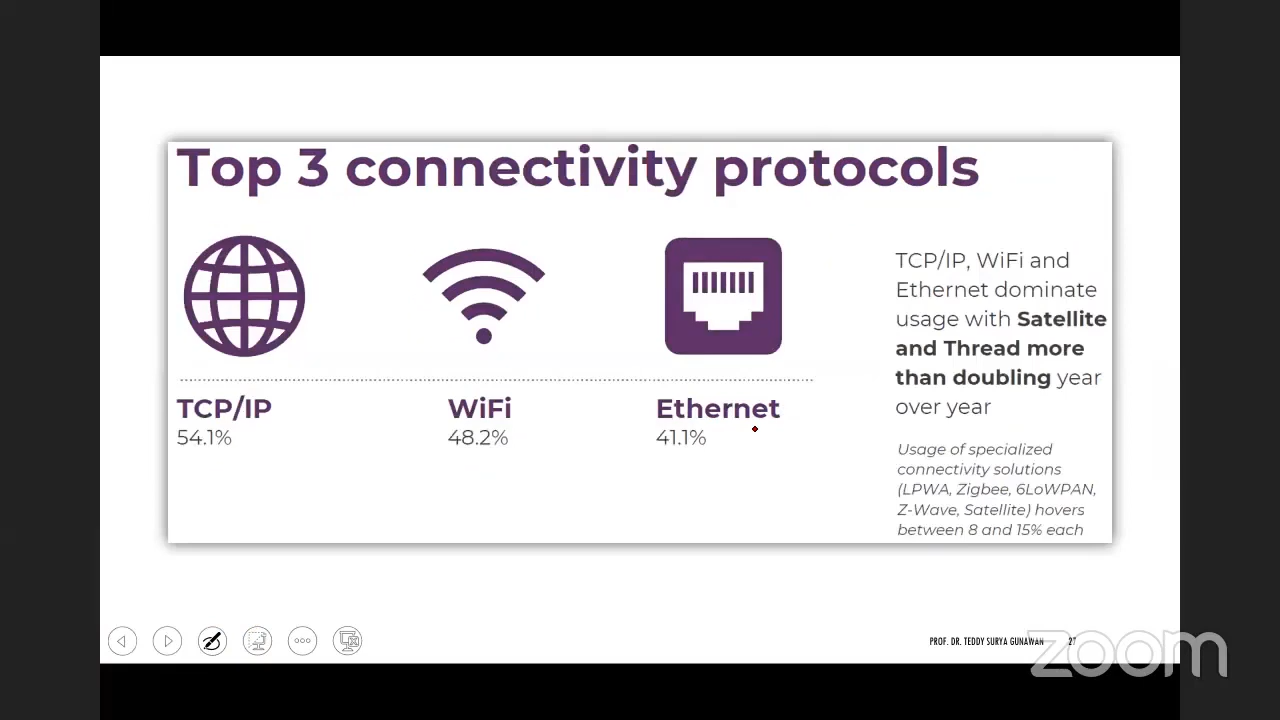 Top 3 connectivity protocols
TCP/IP
54.1%
WiFi
48.2%
Ethernet
41.1%
TCP/IP, WiFi and
Ethernet dominate
usage with Satellite
and Thread more
than doubling year
over year
Usage of specialized
connectivity solutions
(LPWA, Zigbee, 6LoWPAN,
Z-Wave, Satellite) hovers
between 8 and 15% each
PROF. DR. TEDDY SURYA GUNAWAN
zoom